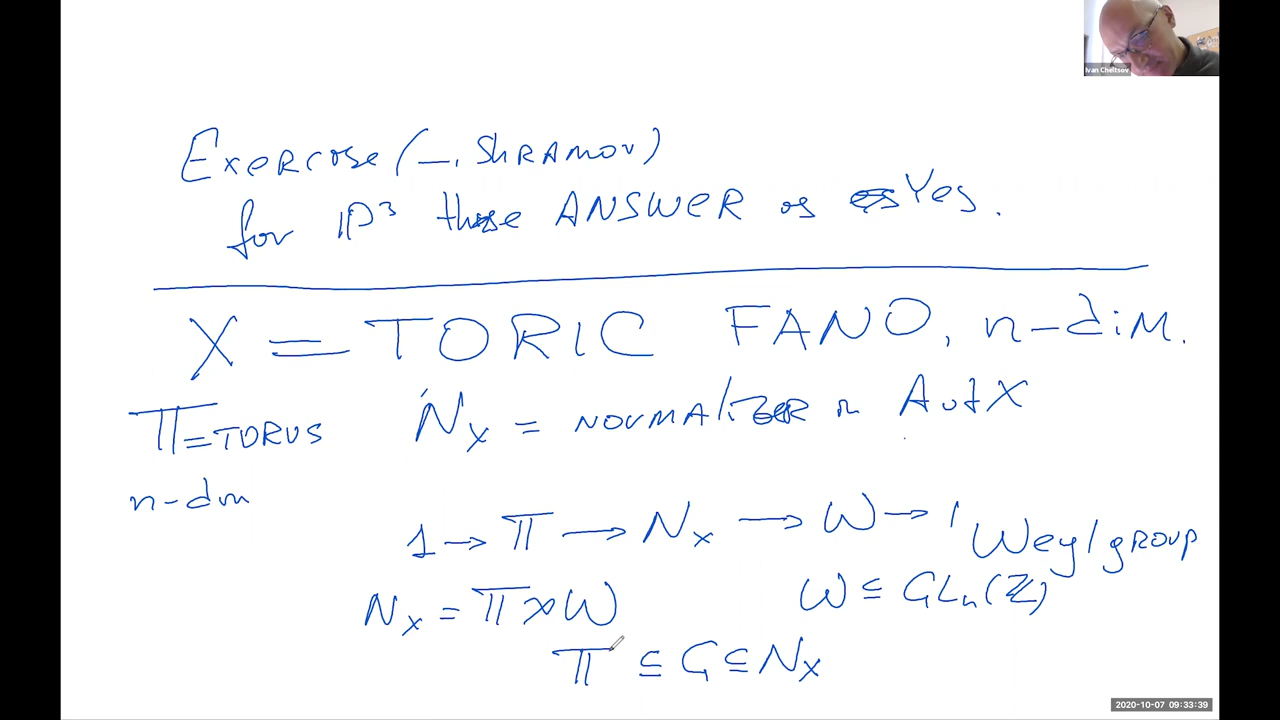 Ivan Cheltsov
Exercise (—, SHRAMOV)
for ℙ³ the ANSWER is Yes.
X = TORIC FANO, n-dim.
𝕋 = TORUS
n-dim
N_X = NORMALIZER in Aut X
1 → 𝕋 → N_X → W → 1
Weyl GROUP
N_X = 𝕋 ⋊ W
W ⊆ GL_n(ℤ)
𝕋 ⊆ G ⊆ N_X
2020-10-07 09:33:39